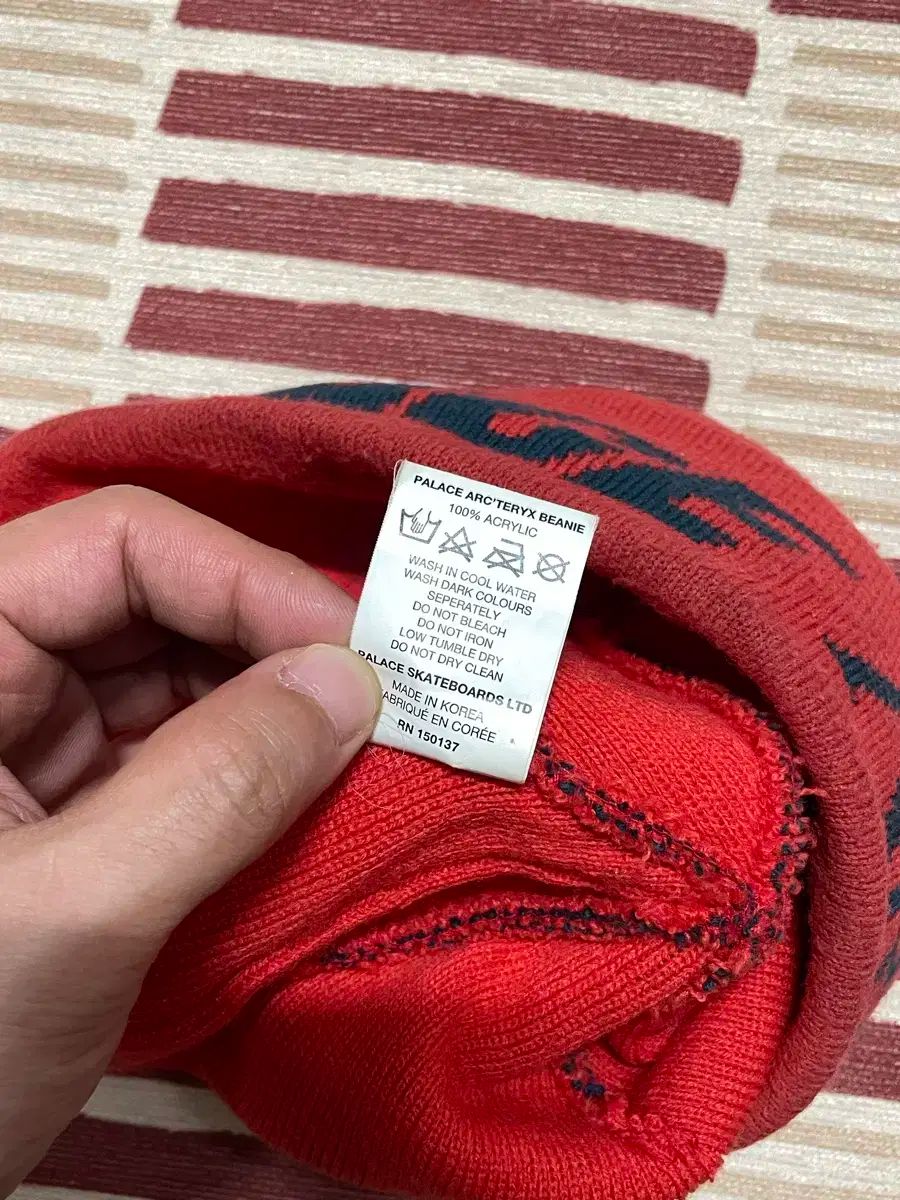 PALACE ARC'TERYX BEANIE
100% ACRYLIC
WASH IN COOL WATER
WASH DARK COLOURS
SEPERATELY
DO NOT BLEACH
DO NOT IRON
LOW TUMBLE DRY
DO NOT DRY CLEAN
PALACE SKATEBOARDS LTD
MADE IN KOREA
FABRIQUÉ EN CORÉE
RN 150137